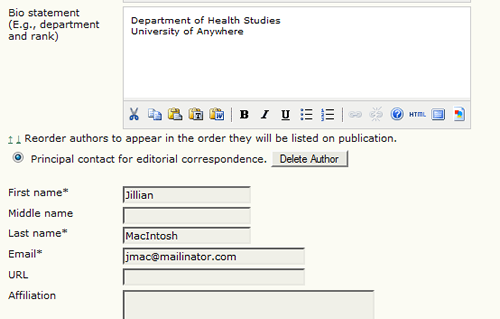 Bio statement
(E.g., department
and rank)
Department of Health Studies
University of Anywhere
B I U HTML
↑ ↓ Reorder authors to appear in the order they will be listed on publication.
Principal contact for editorial correspondence. Delete Author
First name* Jillian
Middle name
Last name* MacIntosh
Email* jmac@mailinator.com
URL
Affiliation